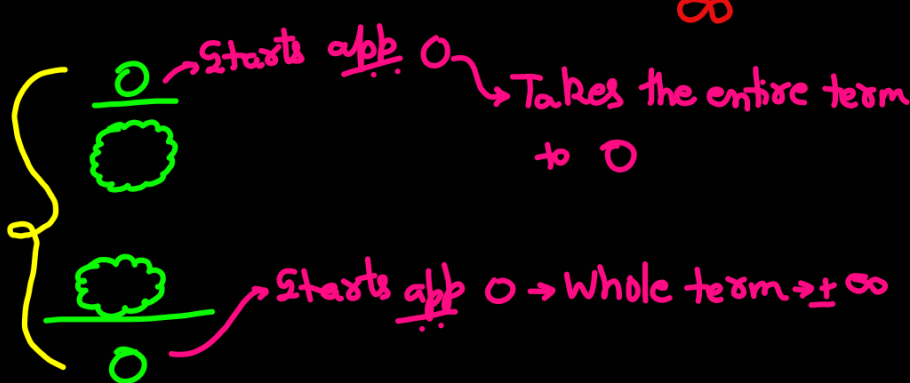 ∞
0 → Starts app 0 → Takes the entire term
to 0
Starts app 0 → Whole term → ± ∞
0